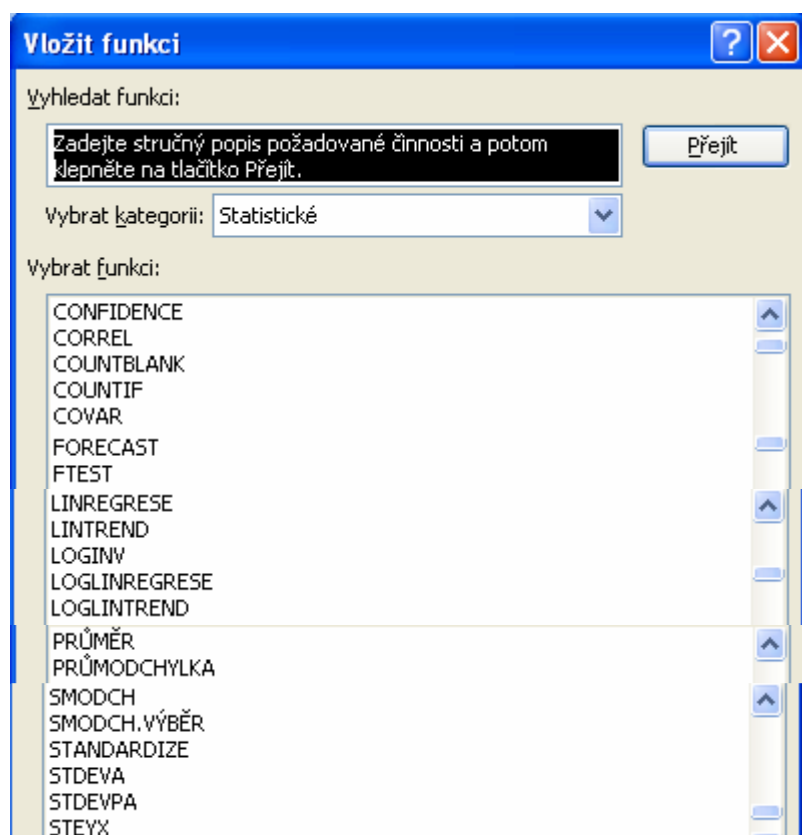 Vložit funkci
Vyhledat funkci:
Zadejte stručný popis požadované činnosti a potom
klepněte na tlačítko Přejít.
Přejít
Vybrat kategorii: Statistické
Vybrat funkci:
CONFIDENCE
CORREL
COUNTBLANK
COUNTIF
COVAR
FORECAST
FTEST
LINREGRESE
LINTREND
LOGINV
LOGLINREGRESE
LOGLINTREND
PRŮMĚR
PRŮMODCHYLKA
SMODCH
SMODCH.VÝBĚR
STANDARDIZE
STDEVA
STDEVPA
STEYX